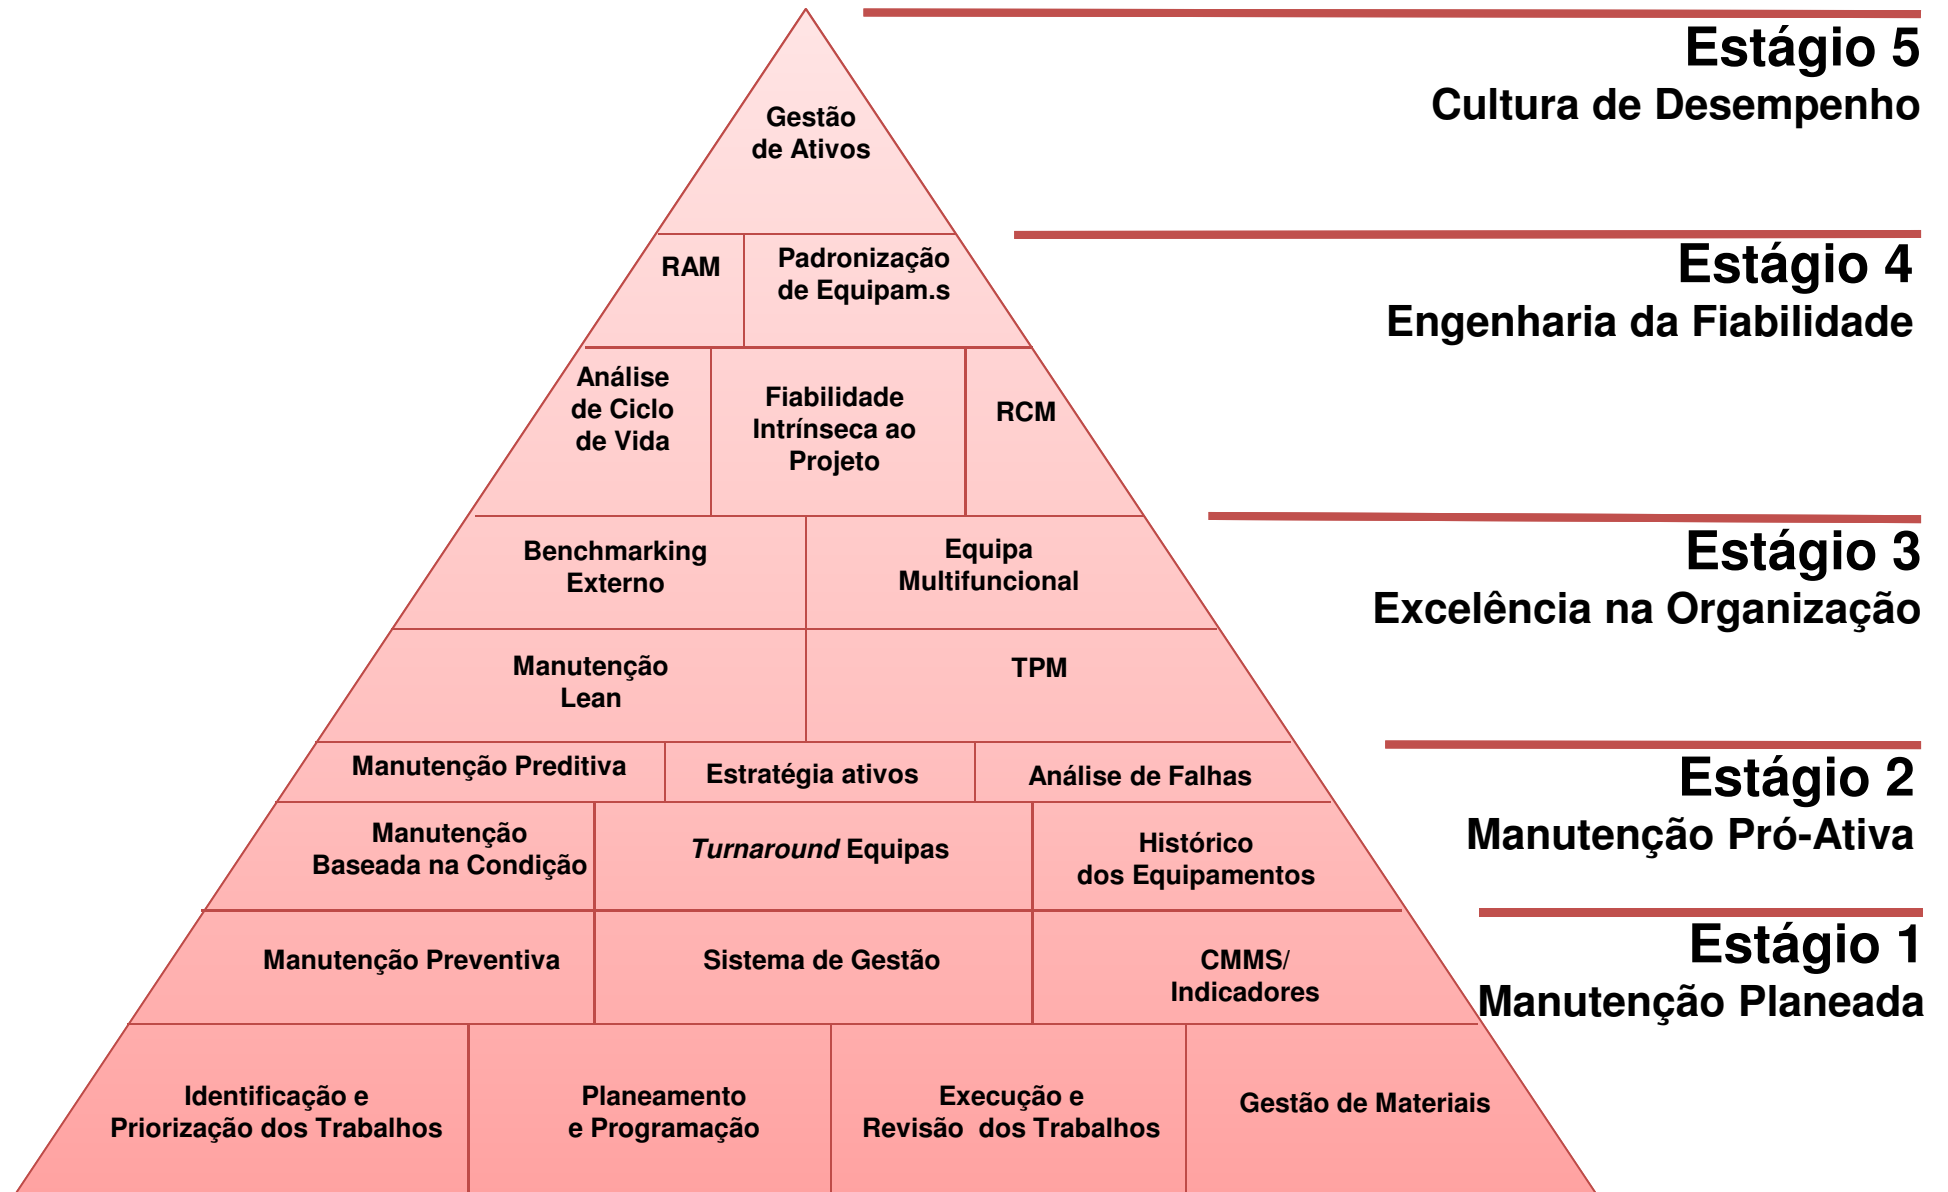 Estágio 5
Cultura de Desempenho
Gestão
de Ativos
Estágio 4
Engenharia da Fiabilidade
RAM
Padronização
de Equipam.s
Análise
de Ciclo
de Vida
Fiabilidade
Intrínseca ao
Projeto
RCM
Estágio 3
Excelência na Organização
Benchmarking
Externo
Equipa
Multifuncional
Manutenção
Lean
TPM
Estágio 2
Manutenção Pró-Ativa
Manutenção Preditiva
Estratégia ativos
Análise de Falhas
Manutenção
Baseada na Condição
Turnaround Equipas
Histórico
dos Equipamentos
Estágio 1
Manutenção Planeada
Manutenção Preventiva
Sistema de Gestão
CMMS/
Indicadores
Identificação e
Priorização dos Trabalhos
Planeamento
e Programação
Execução e
Revisão  dos Trabalhos
Gestão de Materiais